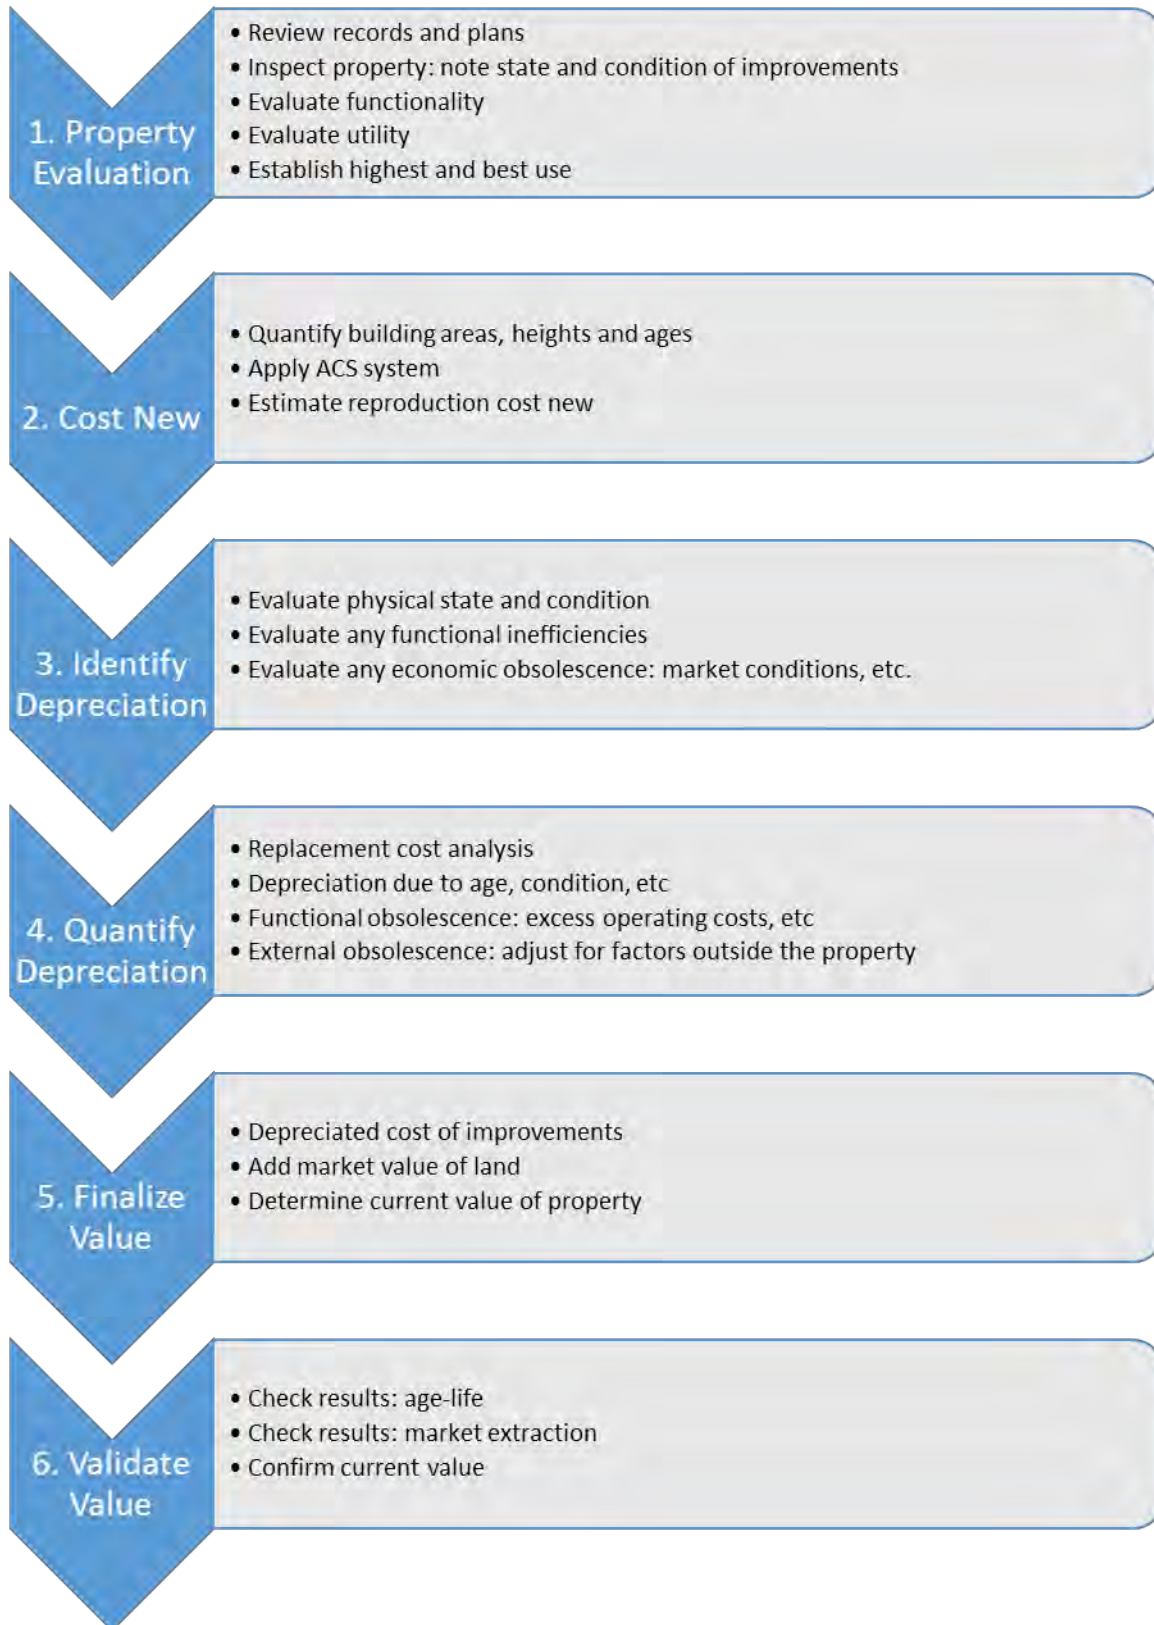 1. Property
Evaluation
• Review records and plans
• Inspect property: note state and condition of improvements
• Evaluate functionality
• Evaluate utility
• Establish highest and best use
2. Cost New
• Quantify building areas, heights and ages
• Apply ACS system
• Estimate reproduction cost new
3. Identify
Depreciation
• Evaluate physical state and condition
• Evaluate any functional inefficiencies
• Evaluate any economic obsolescence: market conditions, etc.
4. Quantify
Depreciation
• Replacement cost analysis
• Depreciation due to age, condition, etc
• Functional obsolescence: excess operating costs, etc
• External obsolescence: adjust for factors outside the property
5. Finalize
Value
• Depreciated cost of improvements
• Add market value of land
• Determine current value of property
6. Validate
Value
• Check results: age-life
• Check results: market extraction
• Confirm current value